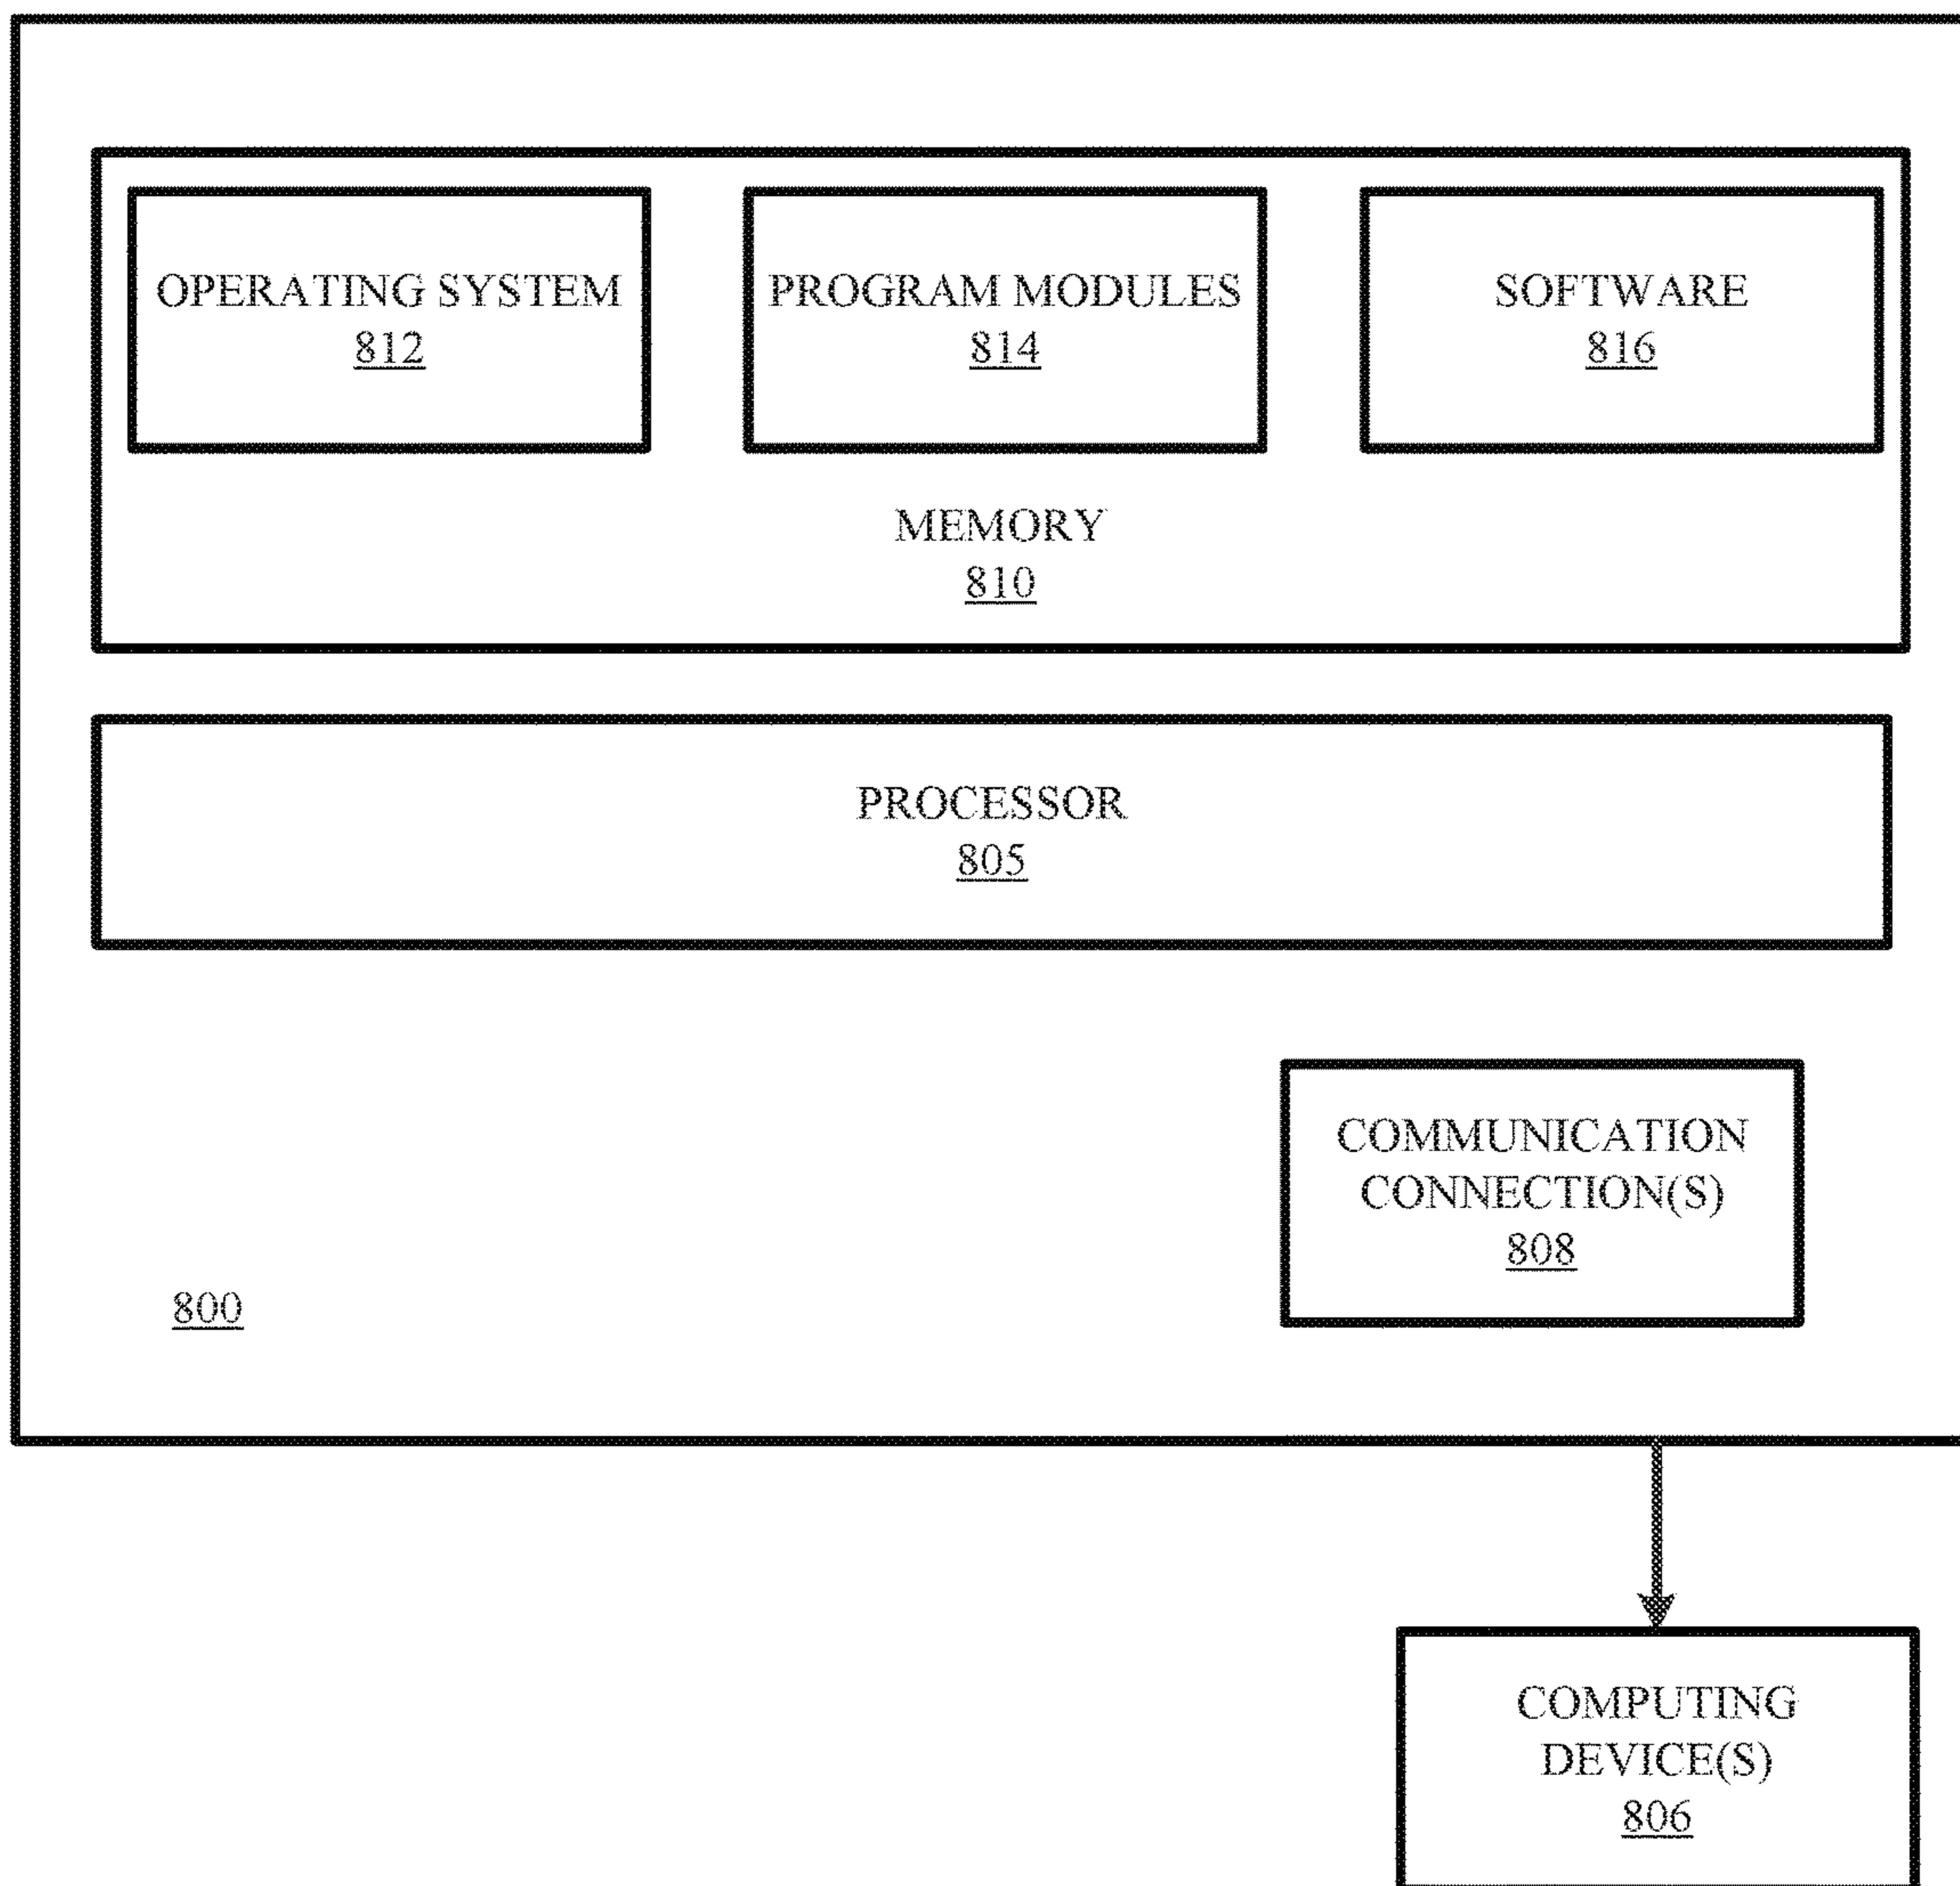 OPERATING SYSTEM
812
PROGRAM MODULES
814
SOFTWARE
816
MEMORY
810
PROCESSOR
805
COMMUNICATION
CONNECTION(S)
808
800
COMPUTING
DEVICE(S)
806